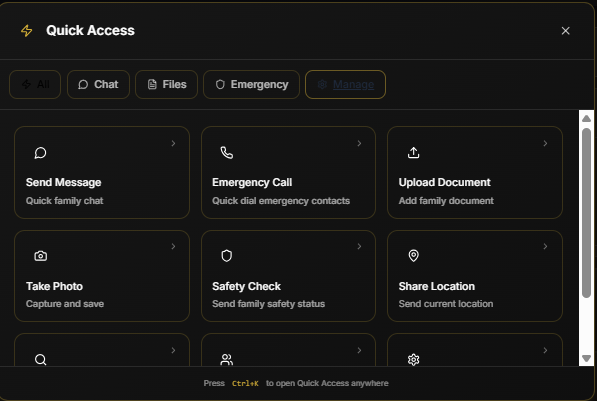 Quick Access
All Chat Files Emergency Manage
Send Message Emergency Call Upload Document
Quick family chat Quick dial emergency contacts Add family document
Take Photo Safety Check Share Location
Capture and save Send family safety status Send current location
Press Ctrl+K to open Quick Access anywhere